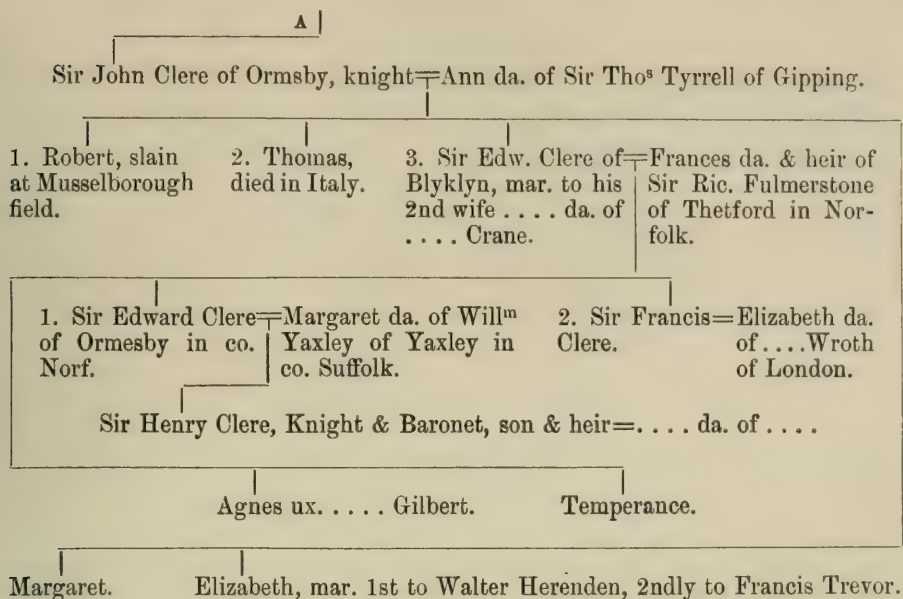 A
Sir John Clere of Ormsby, knight=Ann da. of Sir Thoˢ Tyrrell of Gipping.
1. Robert, slain
at Musselborough
field.
2. Thomas,
died in Italy.
3. Sir Edw. Clere of
Blyklyn, mar. to his
2nd wife . . . . da. of
. . . . Crane.
=Frances da. & heir of
Sir Ric. Fulmerstone
of Thetford in Nor-
folk.
1. Sir Edward Clere
of Ormesby in co.
Norf.
=Margaret da. of Willᵐ
Yaxley of Yaxley in
co. Suffolk.
2. Sir Francis
Clere.
=Elizabeth da.
of . . . . Wroth
of London.
Sir Henry Clere, Knight & Baronet, son & heir=. . . . da. of . . . .
Agnes ux. . . . . Gilbert.
Temperance.
Margaret.
Elizabeth, mar. 1st to Walter Herenden, 2ndly to Francis Trevor.